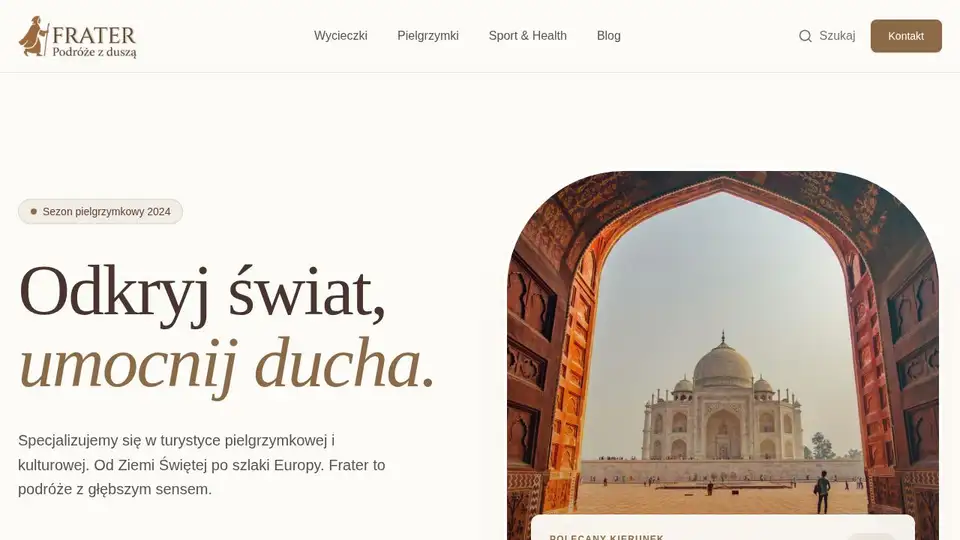 FRATER
Podróże z duszą
Wycieczki
Pielgrzymki
Sport & Health
Blog
Szukaj
Kontakt
Sezon pielgrzymkowy 2024
Odkryj świat,
umocnij ducha.
Specjalizujemy się w turystyce pielgrzymkowej i
kulturowej. Od Ziemi Świętej po szlaki Europy. Frater to
podróże z głębszym sensem.
POLECANY KIERUNEK